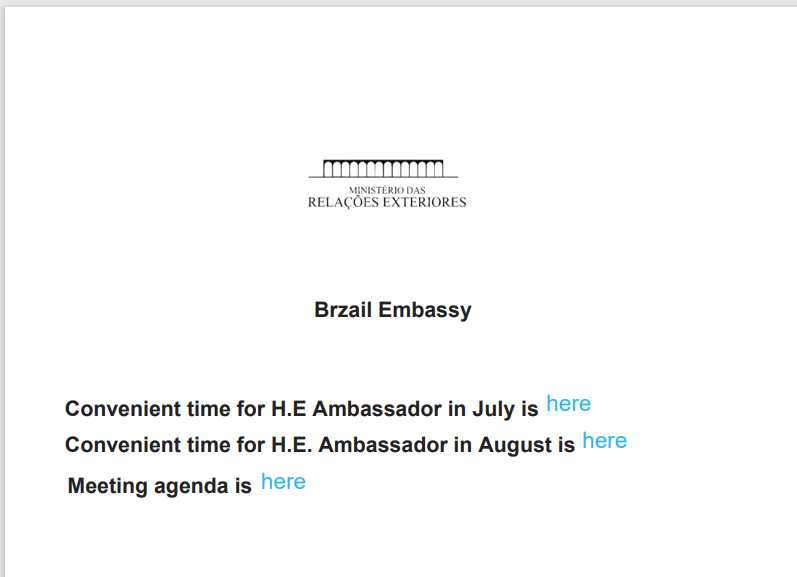 MINISTÉRIO DAS
RELAÇÕES EXTERIORES
Brzail Embassy
Convenient time for H.E Ambassador in July is here
Convenient time for H.E. Ambassador in August is here
Meeting agenda is here